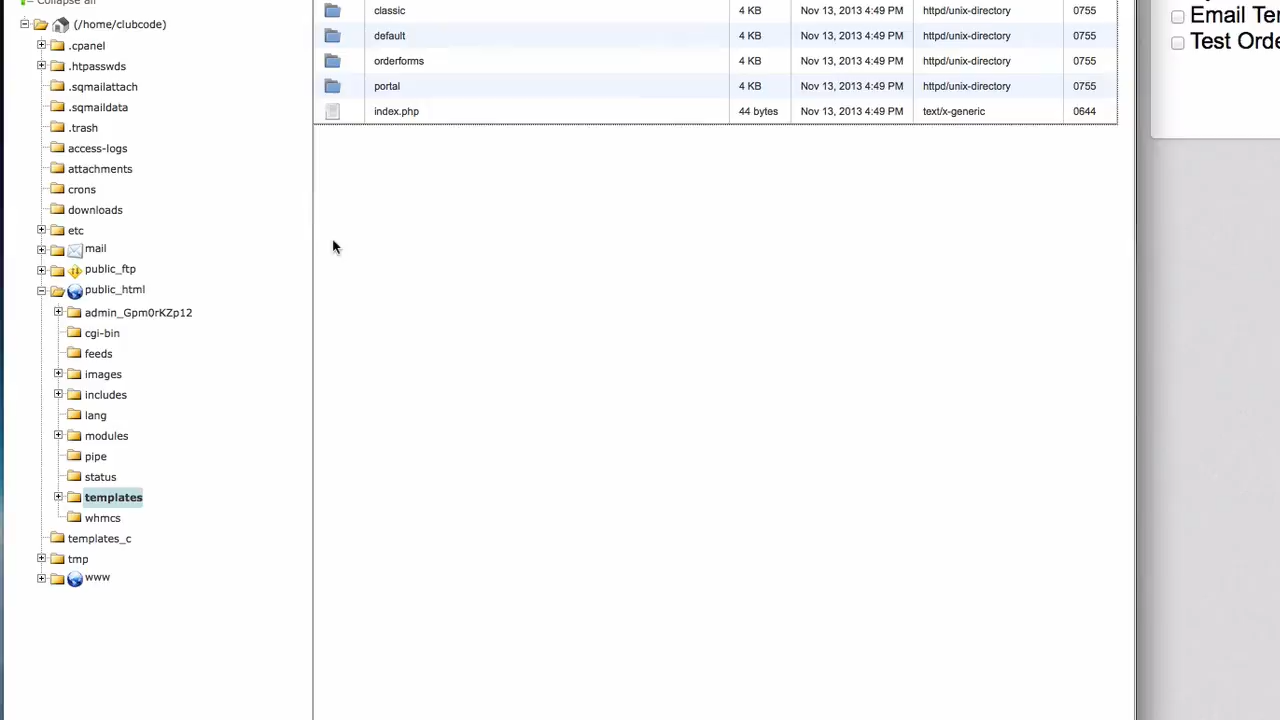 Collapse all
(/home/clubcode)
.cpanel
.htpasswds
.sqmailattach
.sqmaildata
.trash
access-logs
attachments
crons
downloads
etc
mail
public_ftp
public_html
admin_Gpm0rKZp12
cgi-bin
feeds
images
includes
lang
modules
pipe
status
templates
whmcs
templates_c
tmp
www
classic 4 KB Nov 13, 2013 4:49 PM httpd/unix-directory 0755
default 4 KB Nov 13, 2013 4:49 PM httpd/unix-directory 0755
orderforms 4 KB Nov 13, 2013 4:49 PM httpd/unix-directory 0755
portal 4 KB Nov 13, 2013 4:49 PM httpd/unix-directory 0755
index.php 44 bytes Nov 13, 2013 4:49 PM text/x-generic 0644
Email Te
Test Orde